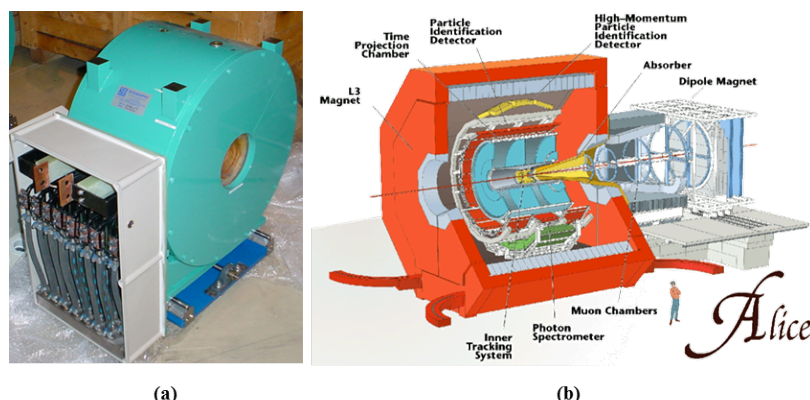 Time
Projection
Chamber
Particle
Identification
Detector
High–Momentum
Particle
Identification
Detector
Absorber
Dipole Magnet
L3
Magnet
Inner
Tracking
System
Photon
Spectrometer
Muon Chambers
Alice
(a)
(b)